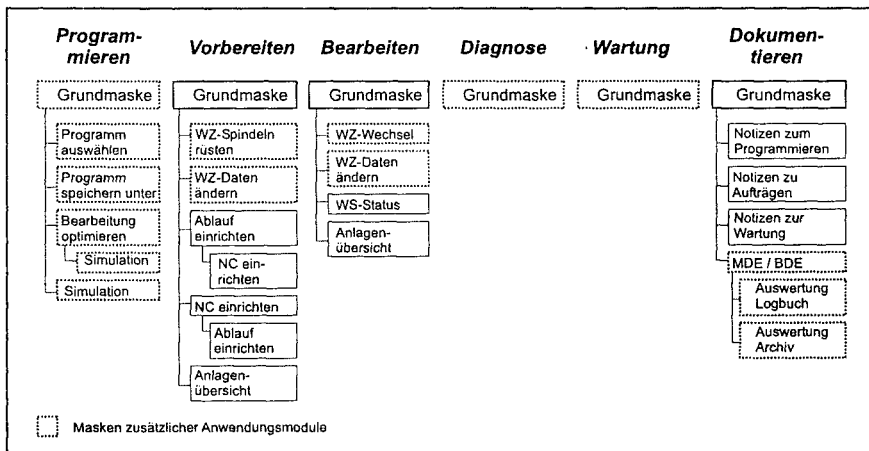 Program-
mieren
Vorbereiten
Bearbeiten
Diagnose
Wartung
Dokumen-
tieren
Grundmaske
Grundmaske
Grundmaske
Grundmaske
Grundmaske
Grundmaske
Programm
auswählen
Programm
speichern unter
Bearbeitung
optimieren
Simulation
Simulation
WZ-Spindeln
rüsten
WZ-Daten
ändern
Ablauf
einrichten
NC ein-
richten
NC einrichten
Ablauf
einrichten
Anlagen-
übersicht
WZ-Wechsel
WZ-Daten
ändern
WS-Status
Anlagen-
übersicht
Notizen zum
Programmieren
Notizen zu
Aufträgen
Notizen zur
Wartung
MDE / BDE
Auswertung
Logbuch
Auswertung
Archiv
Masken zusätzlicher Anwendungsmodule